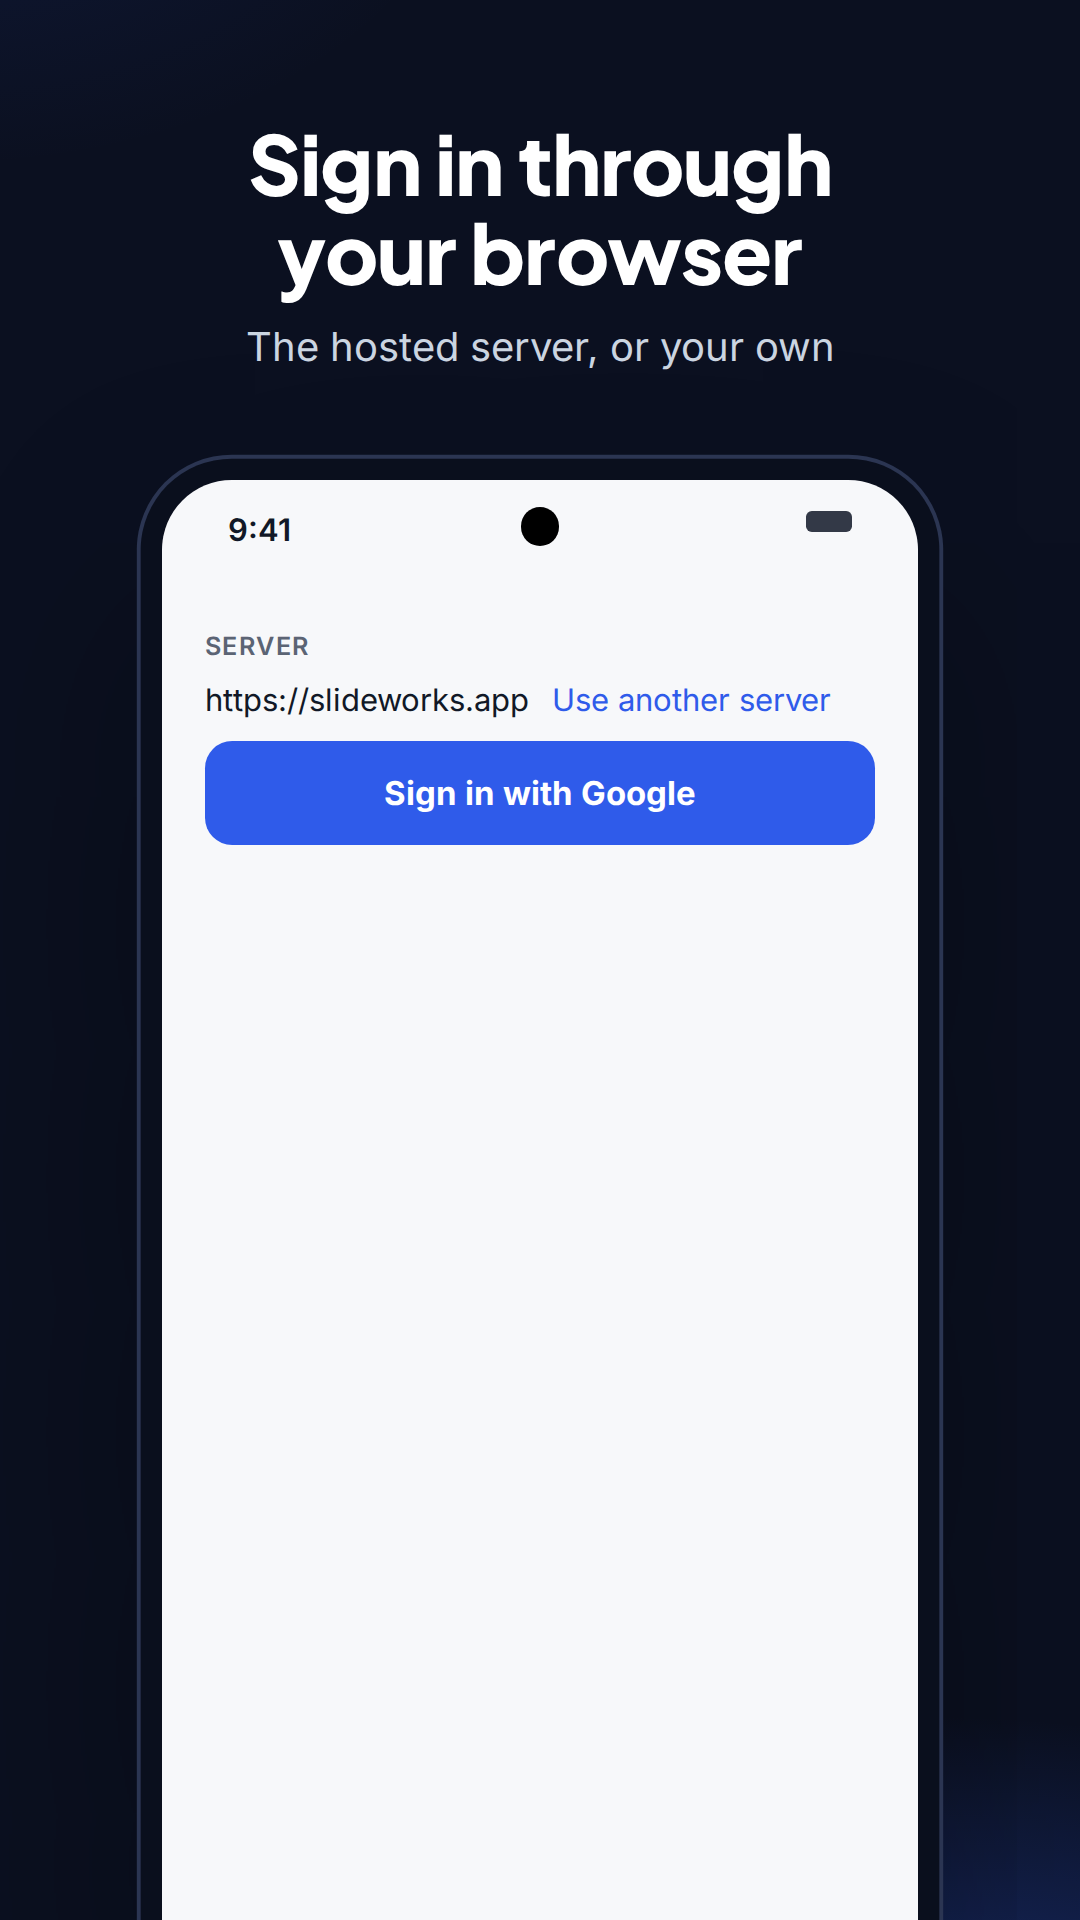 Sign in through
your browser
The hosted server, or your own
9:41
SERVER
https://slideworks.app Use another server
Sign in with Google